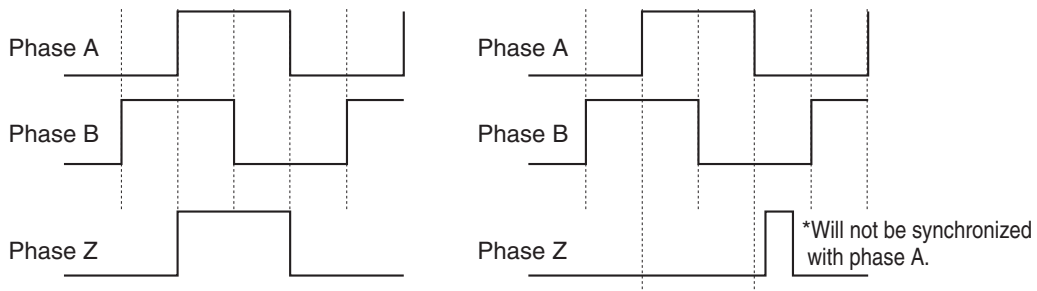 Phase A
Phase B
Phase Z
Phase A
Phase B
Phase Z
*Will not be synchronized
with phase A.